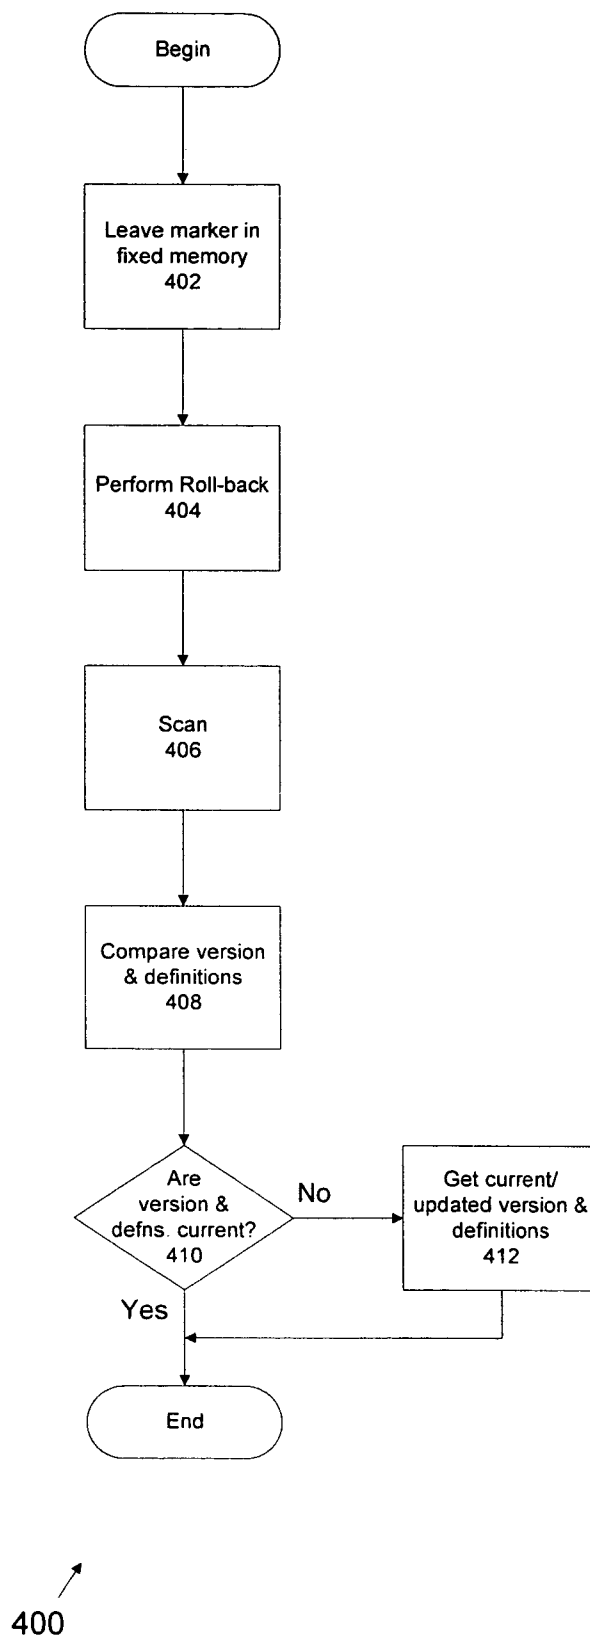 Begin
Leave marker in
fixed memory
402
Perform Roll-back
404
Scan
406
Compare version
& definitions
408
Are
version &
defns. current?
410
No
Get current/
updated version &
definitions
412
Yes
End
400